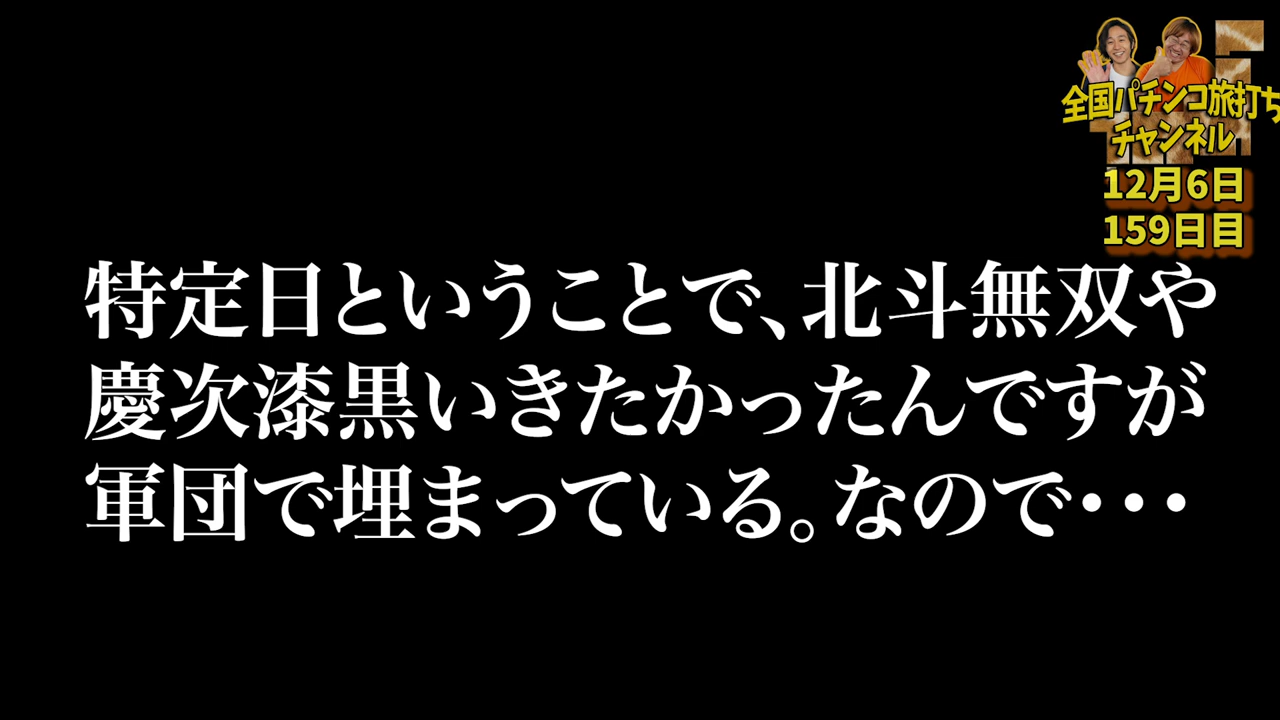 全国パチンコ旅打ち
チャンネル
12月6日
159日目
特定日ということで、北斗無双や
慶次漆黒いきたかったんですが
軍団で埋まっている。なので・・・